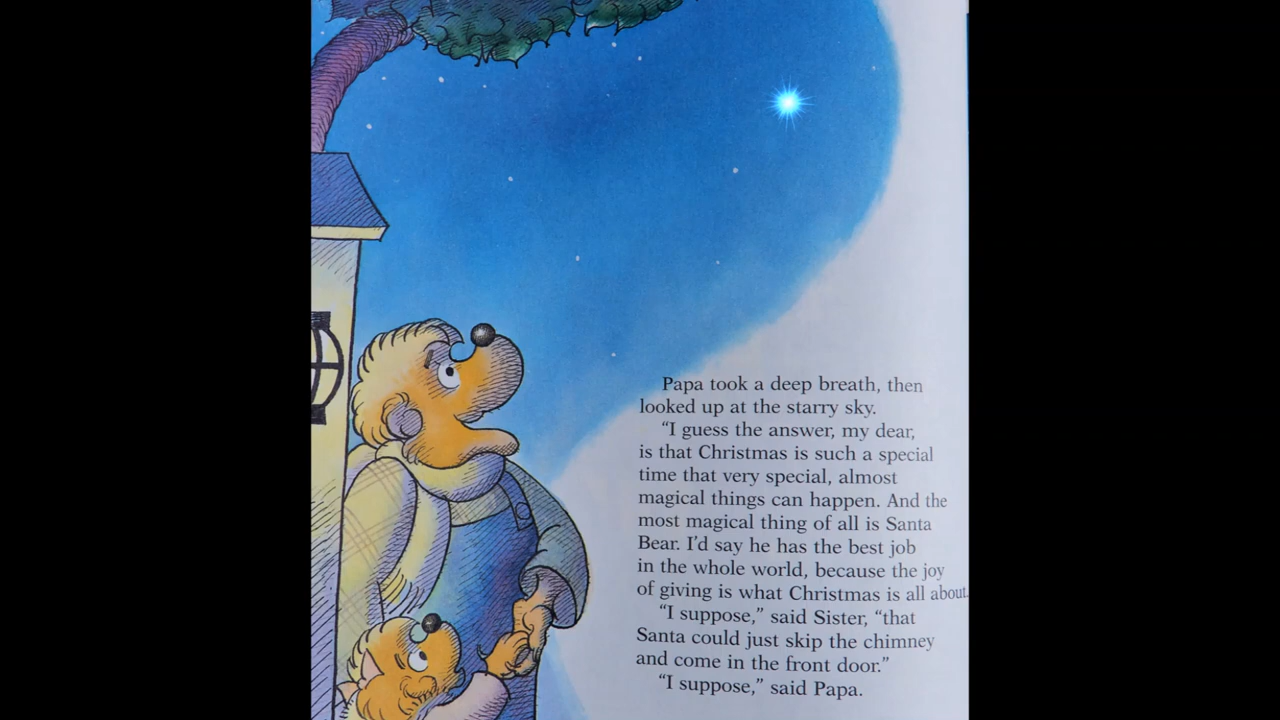 Papa took a deep breath, then
looked up at the starry sky.
“I guess the answer, my dear,
is that Christmas is such a special
time that very special, almost
magical things can happen. And the
most magical thing of all is Santa
Bear. I’d say he has the best job
in the whole world, because the joy
of giving is what Christmas is all about.
“I suppose,” said Sister, “that
Santa could just skip the chimney
and come in the front door.”
“I suppose,” said Papa.